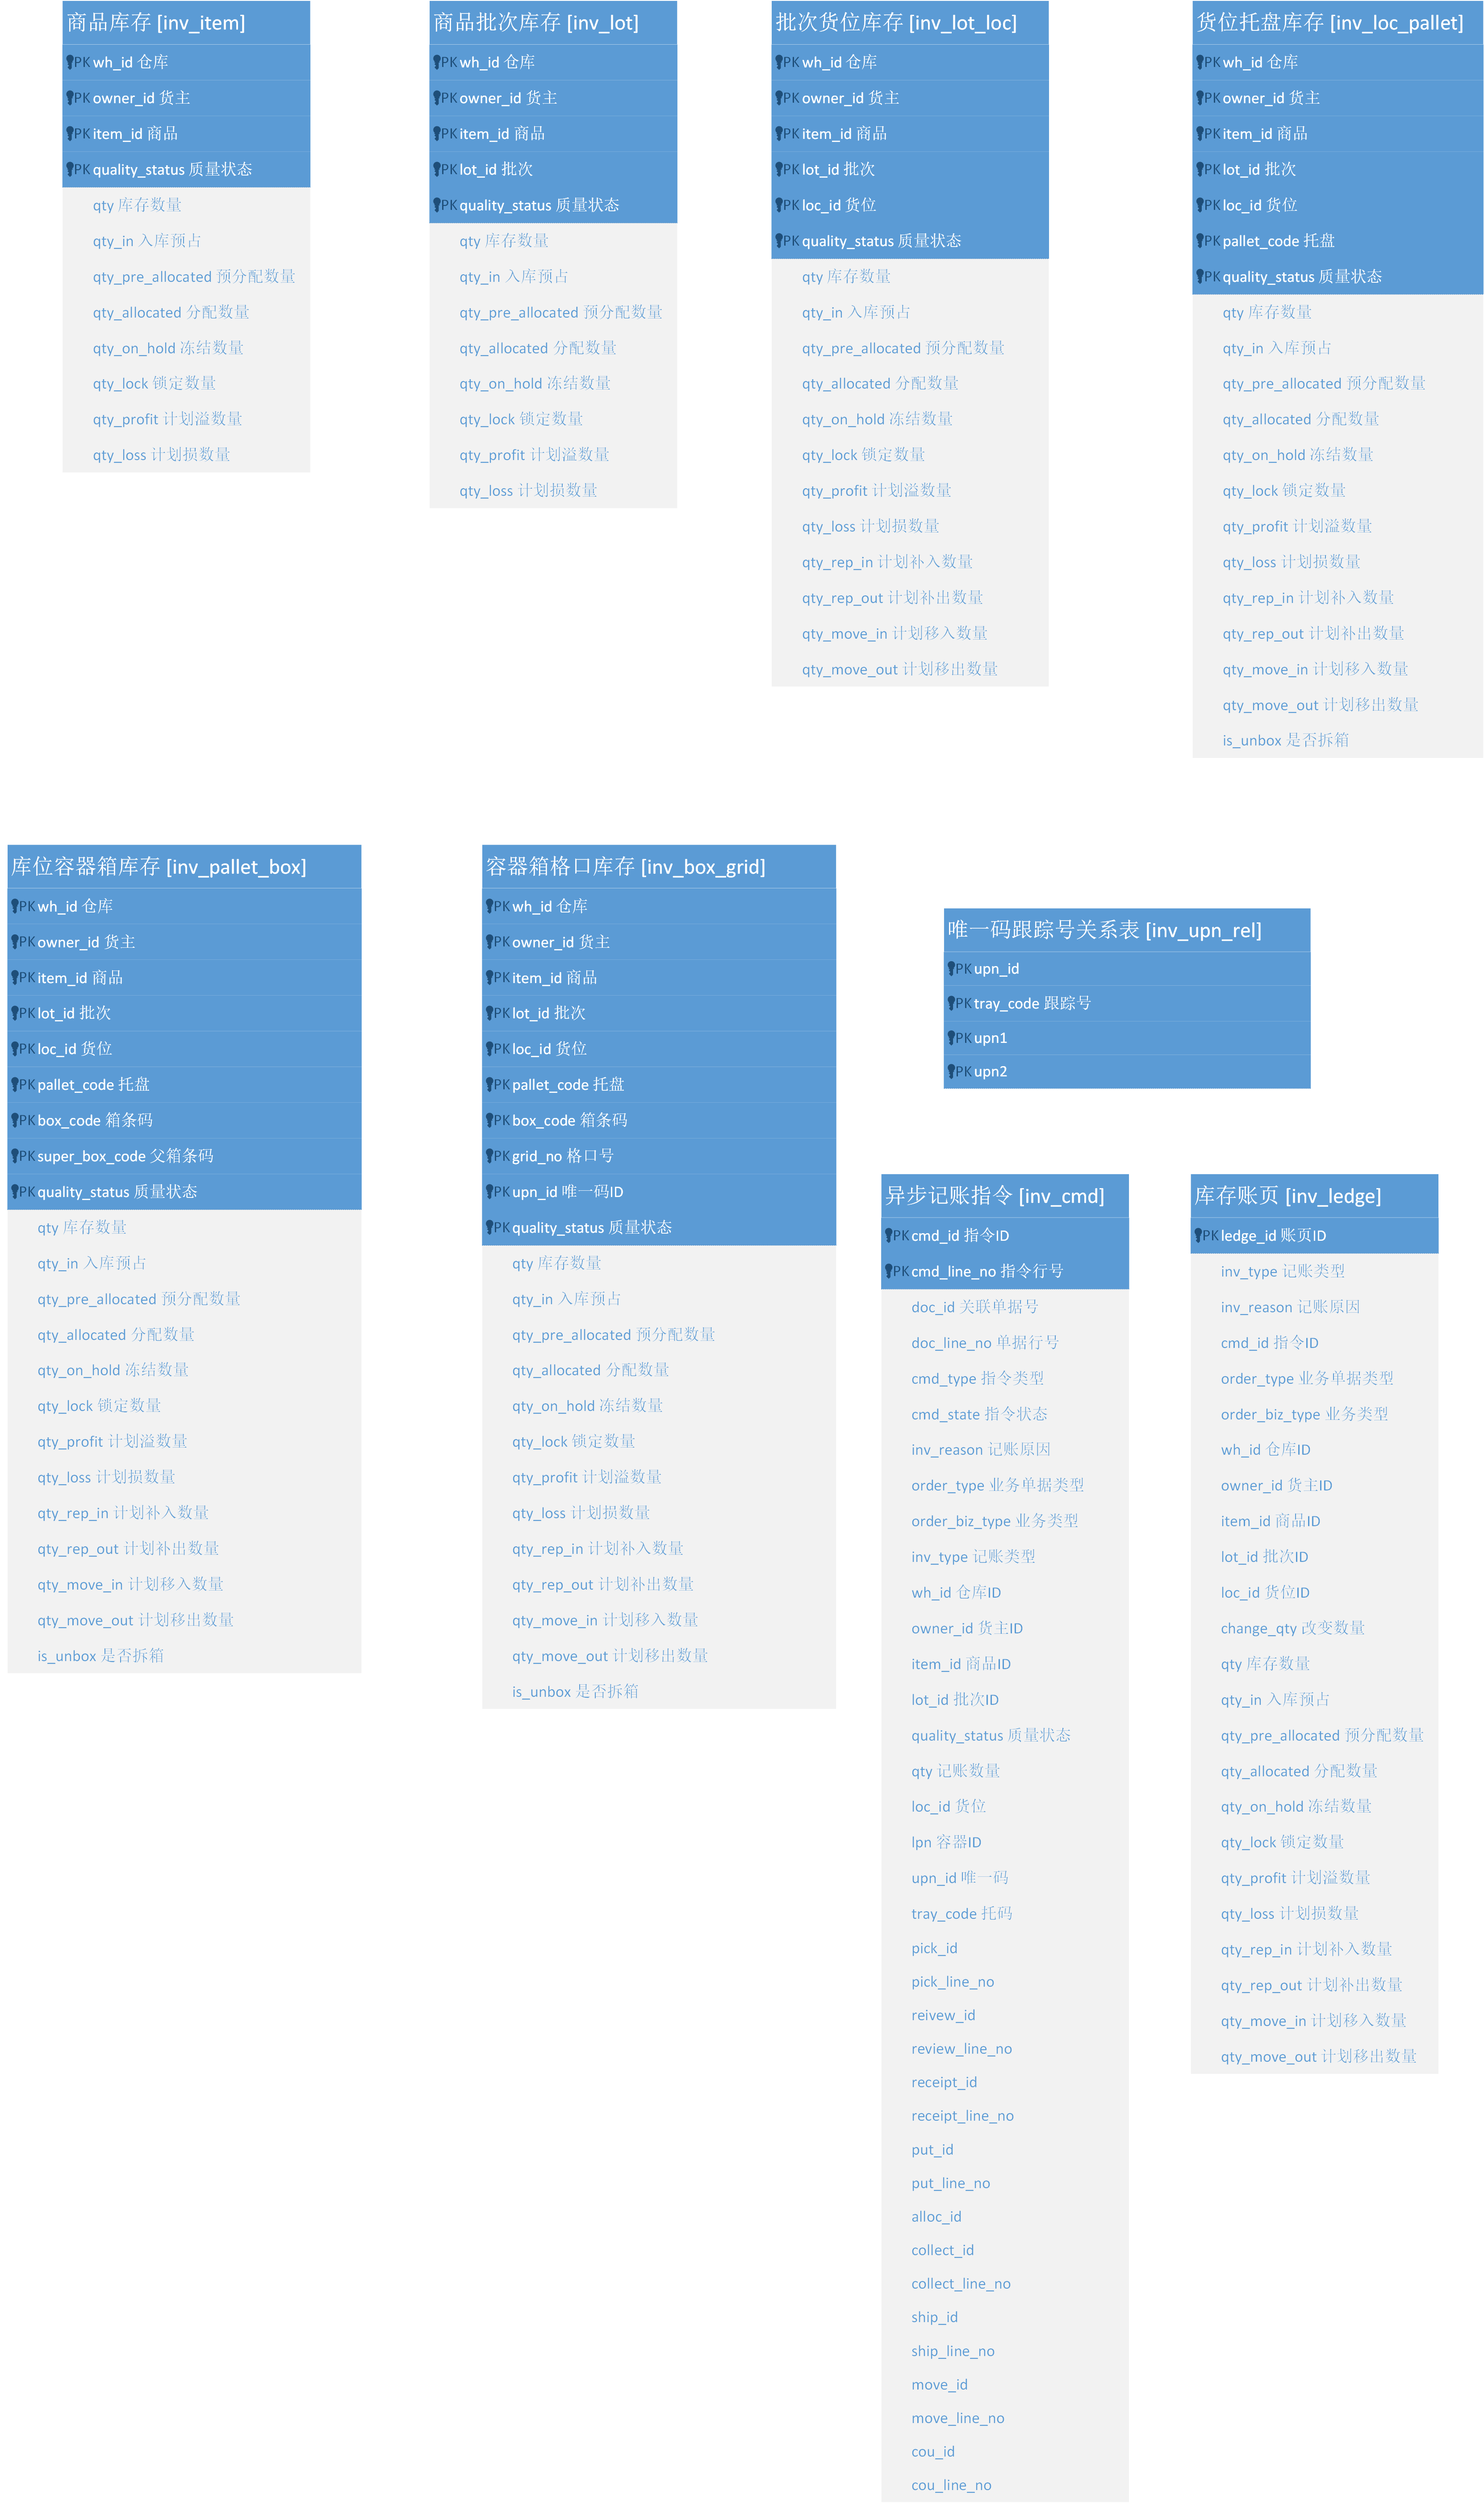 商品库存 [inv_item]
PK wh_id 仓库
PK owner_id 货主
PK item_id 商品
PK quality_status 质量状态
qty 库存数量
qty_in 入库预占
qty_pre_allocated 预分配数量
qty_allocated 分配数量
qty_on_hold 冻结数量
qty_lock 锁定数量
qty_profit 计划溢数量
qty_loss 计划损数量
商品批次库存 [inv_lot]
PK wh_id 仓库
PK owner_id 货主
PK item_id 商品
PK lot_id 批次
PK quality_status 质量状态
qty 库存数量
qty_in 入库预占
qty_pre_allocated 预分配数量
qty_allocated 分配数量
qty_on_hold 冻结数量
qty_lock 锁定数量
qty_profit 计划溢数量
qty_loss 计划损数量
批次货位库存 [inv_lot_loc]
PK wh_id 仓库
PK owner_id 货主
PK item_id 商品
PK lot_id 批次
PK loc_id 货位
PK quality_status 质量状态
qty 库存数量
qty_in 入库预占
qty_pre_allocated 预分配数量
qty_allocated 分配数量
qty_on_hold 冻结数量
qty_lock 锁定数量
qty_profit 计划溢数量
qty_loss 计划损数量
qty_rep_in 计划补入数量
qty_rep_out 计划补出数量
qty_move_in 计划移入数量
qty_move_out 计划移出数量
货位托盘库存 [inv_loc_pallet]
PK wh_id 仓库
PK owner_id 货主
PK item_id 商品
PK lot_id 批次
PK loc_id 货位
PK pallet_code 托盘
PK quality_status 质量状态
qty 库存数量
qty_in 入库预占
qty_pre_allocated 预分配数量
qty_allocated 分配数量
qty_on_hold 冻结数量
qty_lock 锁定数量
qty_profit 计划溢数量
qty_loss 计划损数量
qty_rep_in 计划补入数量
qty_rep_out 计划补出数量
qty_move_in 计划移入数量
qty_move_out 计划移出数量
is_unbox 是否拆箱
库位容器箱库存 [inv_pallet_box]
PK wh_id 仓库
PK owner_id 货主
PK item_id 商品
PK lot_id 批次
PK loc_id 货位
PK pallet_code 托盘
PK box_code 箱条码
PK super_box_code 父箱条码
PK quality_status 质量状态
qty 库存数量
qty_in 入库预占
qty_pre_allocated 预分配数量
qty_allocated 分配数量
qty_on_hold 冻结数量
qty_lock 锁定数量
qty_profit 计划溢数量
qty_loss 计划损数量
qty_rep_in 计划补入数量
qty_rep_out 计划补出数量
qty_move_in 计划移入数量
qty_move_out 计划移出数量
is_unbox 是否拆箱
容器箱格口库存 [inv_box_grid]
PK wh_id 仓库
PK owner_id 货主
PK item_id 商品
PK lot_id 批次
PK loc_id 货位
PK pallet_code 托盘
PK box_code 箱条码
PK grid_no 格口号
PK upn_id 唯一码ID
PK quality_status 质量状态
qty 库存数量
qty_in 入库预占
qty_pre_allocated 预分配数量
qty_allocated 分配数量
qty_on_hold 冻结数量
qty_lock 锁定数量
qty_profit 计划溢数量
qty_loss 计划损数量
qty_rep_in 计划补入数量
qty_rep_out 计划补出数量
qty_move_in 计划移入数量
qty_move_out 计划移出数量
is_unbox 是否拆箱
唯一码跟踪号关系表 [inv_upn_rel]
PK upn_id
PK tray_code 跟踪号
PK upn1
PK upn2
异步记账指令 [inv_cmd]
PK cmd_id 指令ID
PK cmd_line_no 指令行号
doc_id 关联单据号
doc_line_no 单据行号
cmd_type 指令类型
cmd_state 指令状态
inv_reason 记账原因
order_type 业务单据类型
order_biz_type 业务类型
inv_type 记账类型
wh_id 仓库ID
owner_id 货主ID
item_id 商品ID
lot_id 批次ID
quality_status 质量状态
qty 记账数量
loc_id 货位
lpn 容器ID
upn_id 唯一码
tray_code 托码
pick_id
pick_line_no
reivew_id
review_line_no
receipt_id
receipt_line_no
put_id
put_line_no
alloc_id
collect_id
collect_line_no
ship_id
ship_line_no
move_id
move_line_no
cou_id
cou_line_no
库存账页 [inv_ledge]
PK ledge_id 账页ID
inv_type 记账类型
inv_reason 记账原因
cmd_id 指令ID
order_type 业务单据类型
order_biz_type 业务类型
wh_id 仓库ID
owner_id 货主ID
item_id 商品ID
lot_id 批次ID
loc_id 货位ID
change_qty 改变数量
qty 库存数量
qty_in 入库预占
qty_pre_allocated 预分配数量
qty_allocated 分配数量
qty_on_hold 冻结数量
qty_lock 锁定数量
qty_profit 计划溢数量
qty_loss 计划损数量
qty_rep_in 计划补入数量
qty_rep_out 计划补出数量
qty_move_in 计划移入数量
qty_move_out 计划移出数量